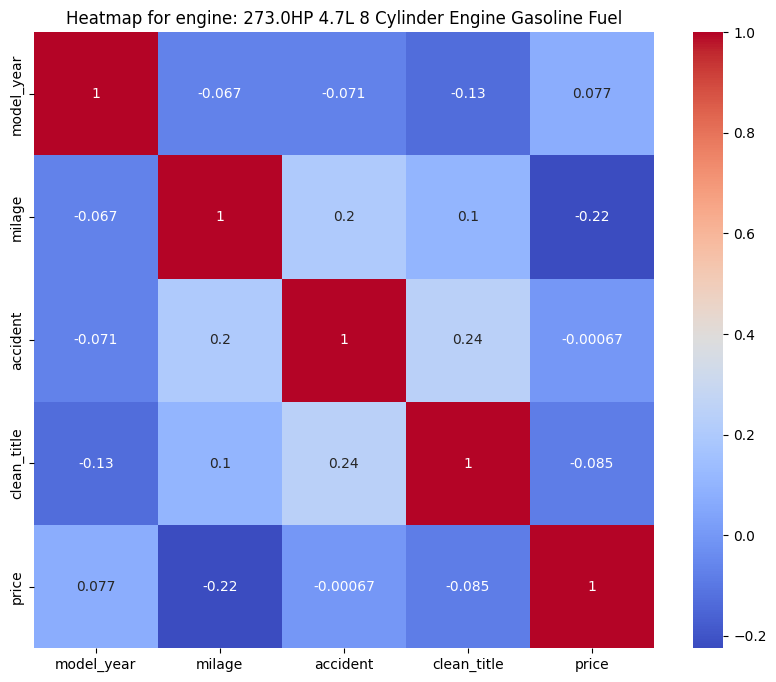 Heatmap for engine: 273.0HP 4.7L 8 Cylinder Engine Gasoline Fuel
model_year 1 -0.067 -0.071 -0.13 0.077
milage -0.067 1 0.2 0.1 -0.22
accident -0.071 0.2 1 0.24 -0.00067
clean_title -0.13 0.1 0.24 1 -0.085
price 0.077 -0.22 -0.00067 -0.085 1
model_year milage accident clean_title price
1.0
0.8
0.6
0.4
0.2
0.0
−0.2